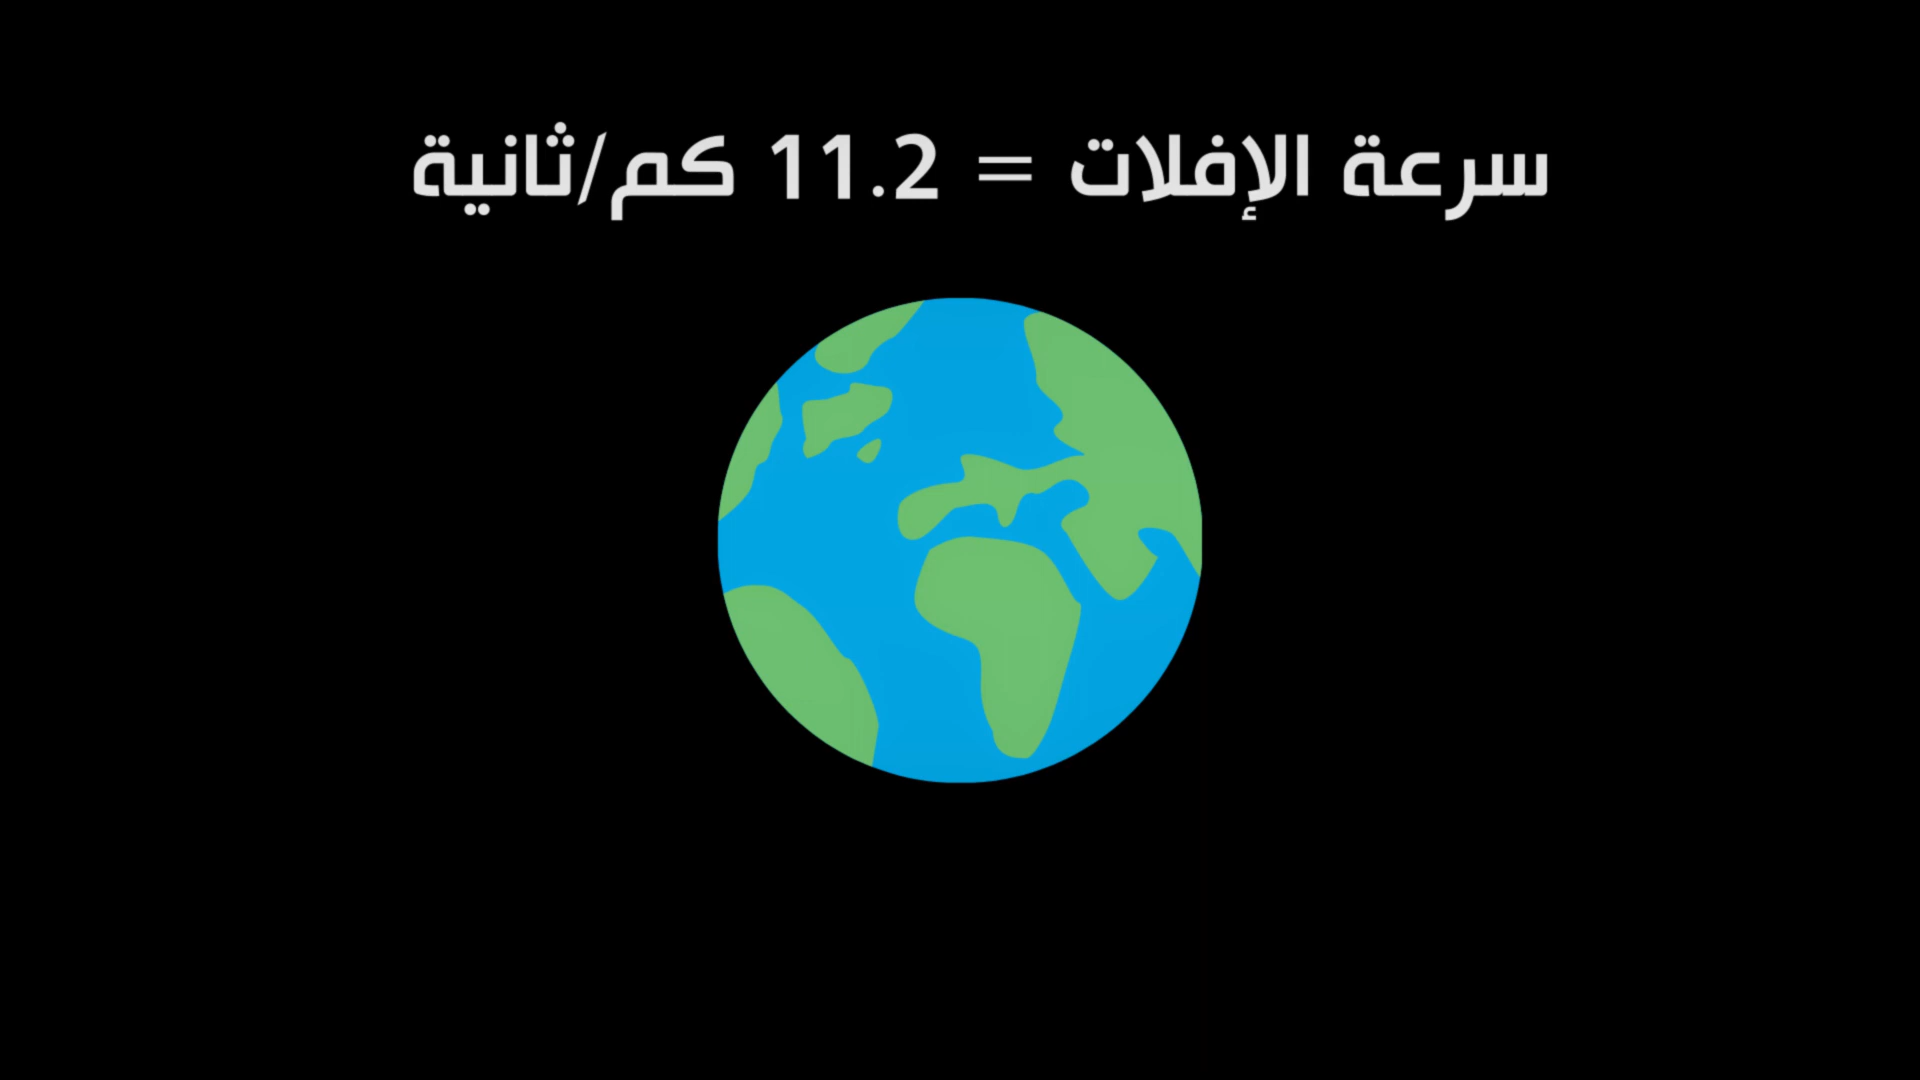 سرعة الإفلات = 11.2 كم/ثانية